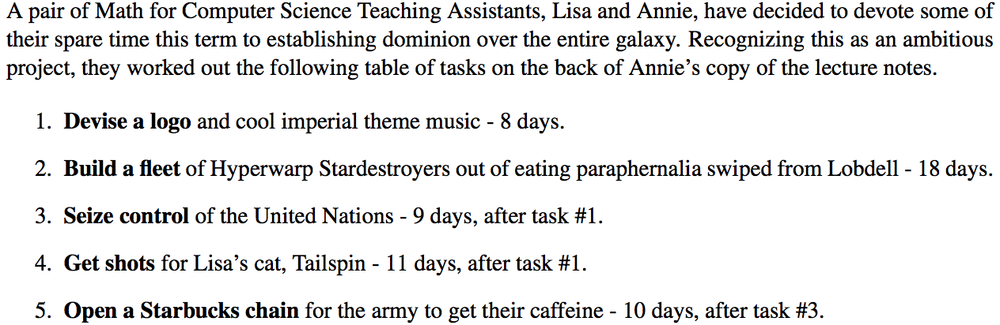 A pair of Math for Computer Science Teaching Assistants, Lisa and Annie, have decided to devote some of
their spare time this term to establishing dominion over the entire galaxy. Recognizing this as an ambitious
project, they worked out the following table of tasks on the back of Annie’s copy of the lecture notes.
1. Devise a logo and cool imperial theme music - 8 days.
2. Build a fleet of Hyperwarp Stardestroyers out of eating paraphernalia swiped from Lobdell - 18 days.
3. Seize control of the United Nations - 9 days, after task #1.
4. Get shots for Lisa’s cat, Tailspin - 11 days, after task #1.
5. Open a Starbucks chain for the army to get their caffeine - 10 days, after task #3.